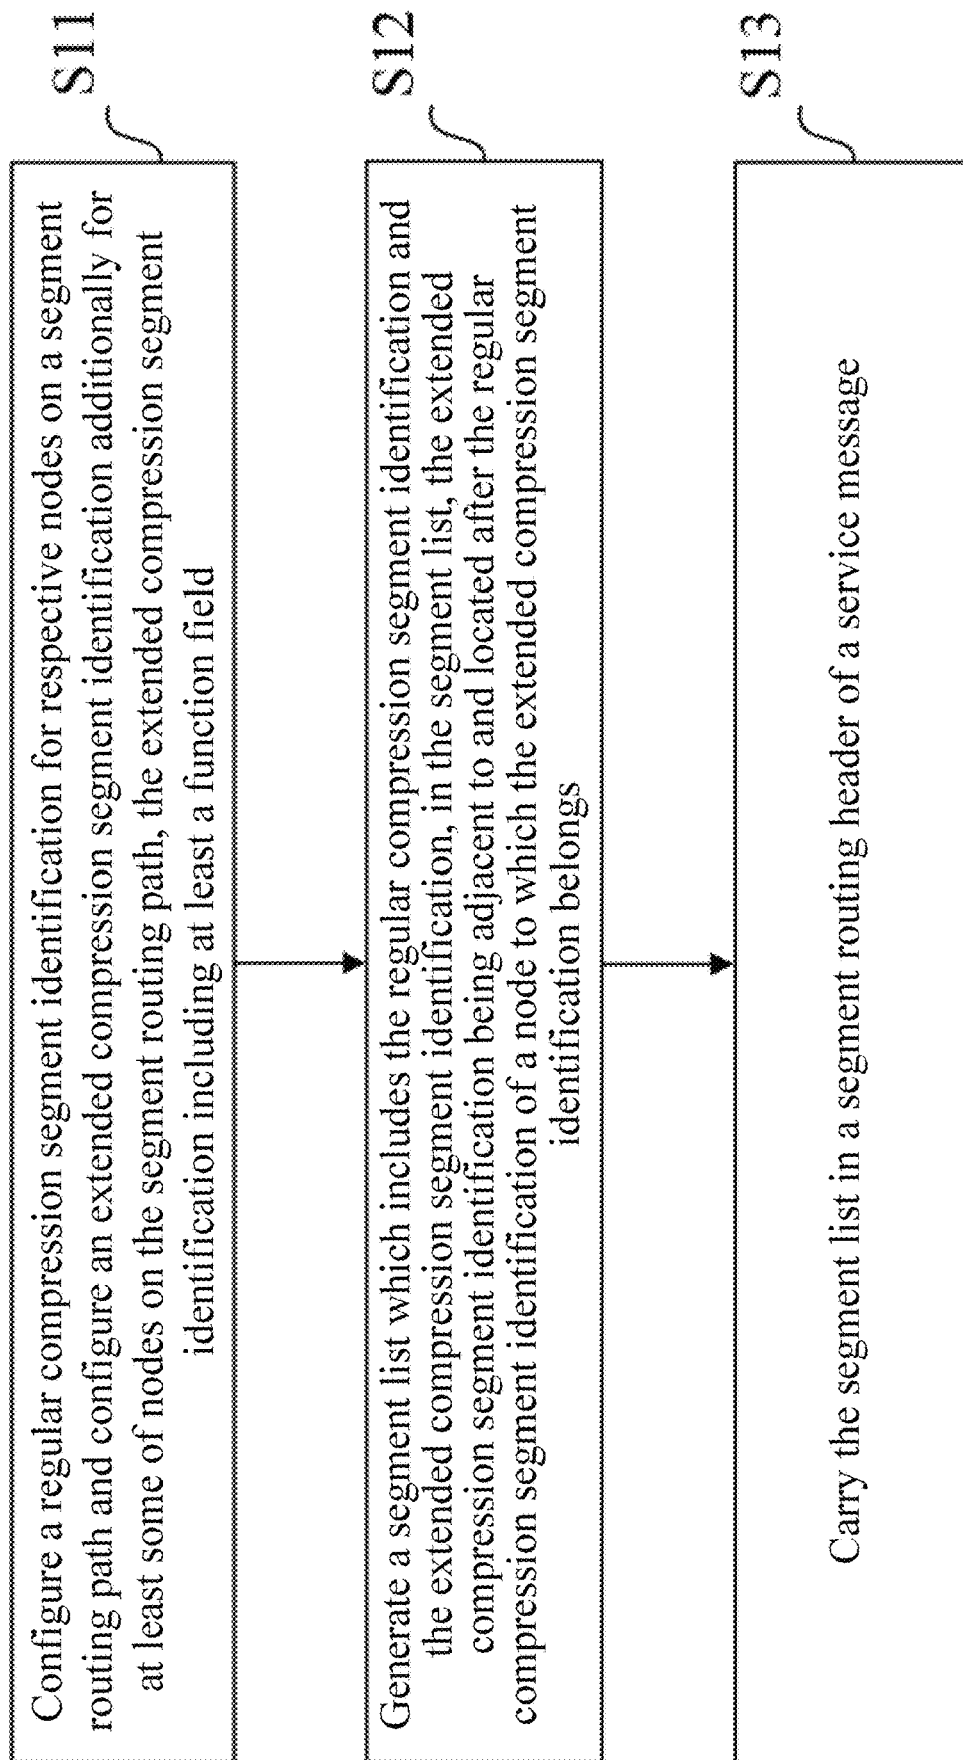 S11
Configure a regular compression segment identification for respective nodes on a segment
routing path and configure an extended compression segment identification additionally for
at least some of nodes on the segment routing path, the extended compression segment
identification including at least a function field
S12
Generate a segment list which includes the regular compression segment identification and
the extended compression segment identification, in the segment list, the extended
compression segment identification being adjacent to and located after the regular
compression segment identification of a node to which the extended compression segment
identification belongs
S13
Carry the segment list in a segment routing header of a service message